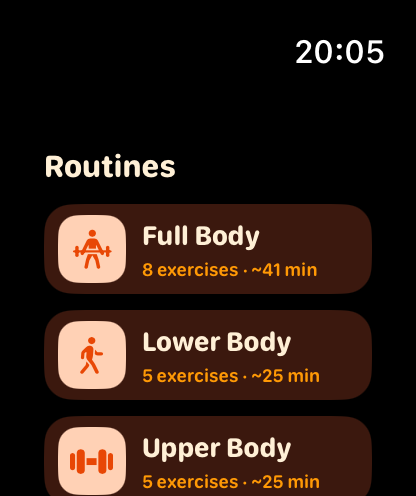 20:05
Routines
Full Body
8 exercises · ~41 min
Lower Body
5 exercises · ~25 min
Upper Body
5 exercises · ~25 min